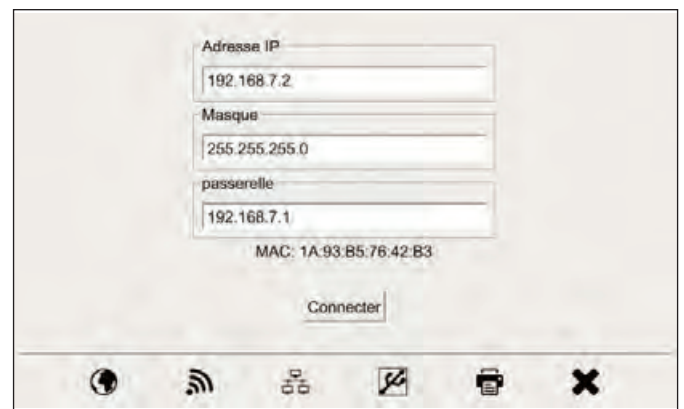 Adresse IP
192.168.7.2
Masque
255.255.255.0
passerelle
192.168.7.1
MAC: 1A:93:B5:76:42:B3
Connecter